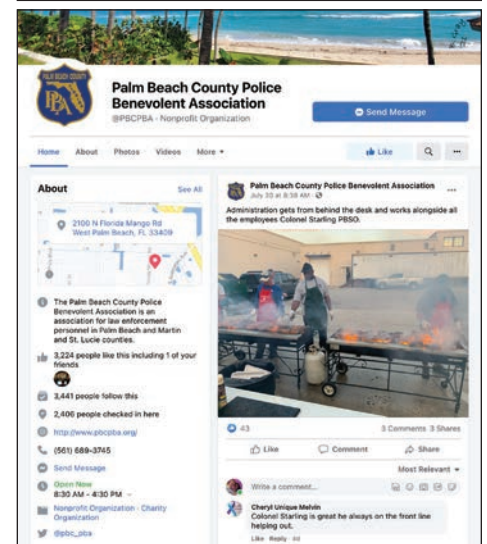 PALM BEACH COUNTY
PBA
Palm Beach County Police
Benevolent Association
@PBCPBA · Nonprofit Organization
Send Message
Home About Photos Videos More
Like
About
See All
2100 N Florida Mango Rd
West Palm Beach, FL 33409
The Palm Beach County Police
Benevolent Association is an
association for law enforcement
personnel in Palm Beach and Martin
and St. Lucie counties.
3,224 people like this including 1 of your
friends
3,441 people follow this
2,406 people checked in here
http://www.pbcpba.org/
(561) 689-3745
Send Message
Open Now
8:30 AM - 4:30 PM
Nonprofit Organization · Charity
Organization
@pbc_pba
Palm Beach County Police Benevolent Association
July 30 at 8:38 AM ·
Administration gets from behind the desk and works alongside all
the employees Colonel Starling PBSO.
43
3 Comments 3 Shares
Like Comment Share
Most Relevant
Write a comment...
Cheryl Unique Melvin
Colonel Starling is great he always on the front line
helping out.
Like · Reply · 4d